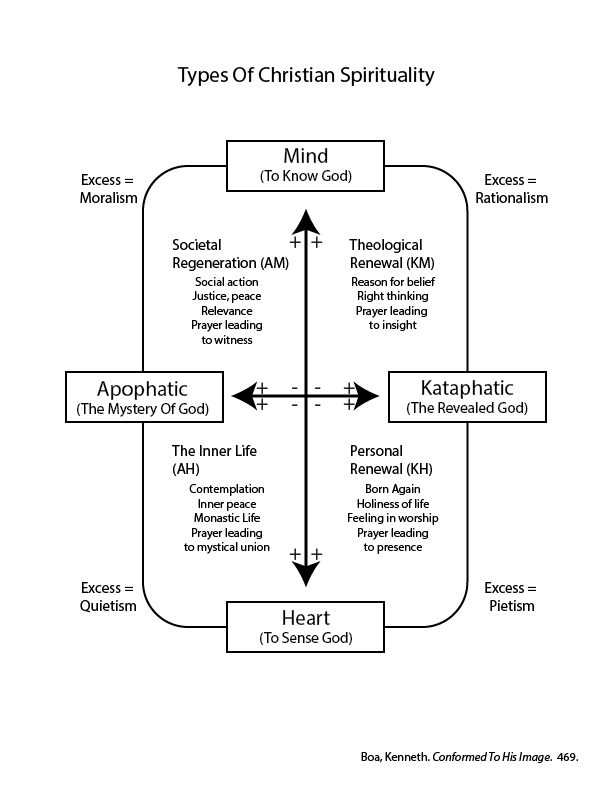 Types Of Christian Spirituality
Mind
(To Know God)
Excess =
Moralism
Excess =
Rationalism
Societal
Regeneration (AM)
Social action
Justice, peace
Relevance
Prayer leading
to witness
+ +
Theological
Renewal (KM)
Reason for belief
Right thinking
Prayer leading
to insight
Apophatic
(The Mystery Of God)
+ - - +
+ - - +
Kataphatic
(The Revealed God)
The Inner Life
(AH)
Contemplation
Inner peace
Monastic Life
Prayer leading
to mystical union
Personal
Renewal (KH)
Born Again
Holiness of life
Feeling in worship
Prayer leading
to presence
+ +
Excess =
Quietism
Excess =
Pietism
Heart
(To Sense God)
Boa, Kenneth. Conformed To His Image. 469.